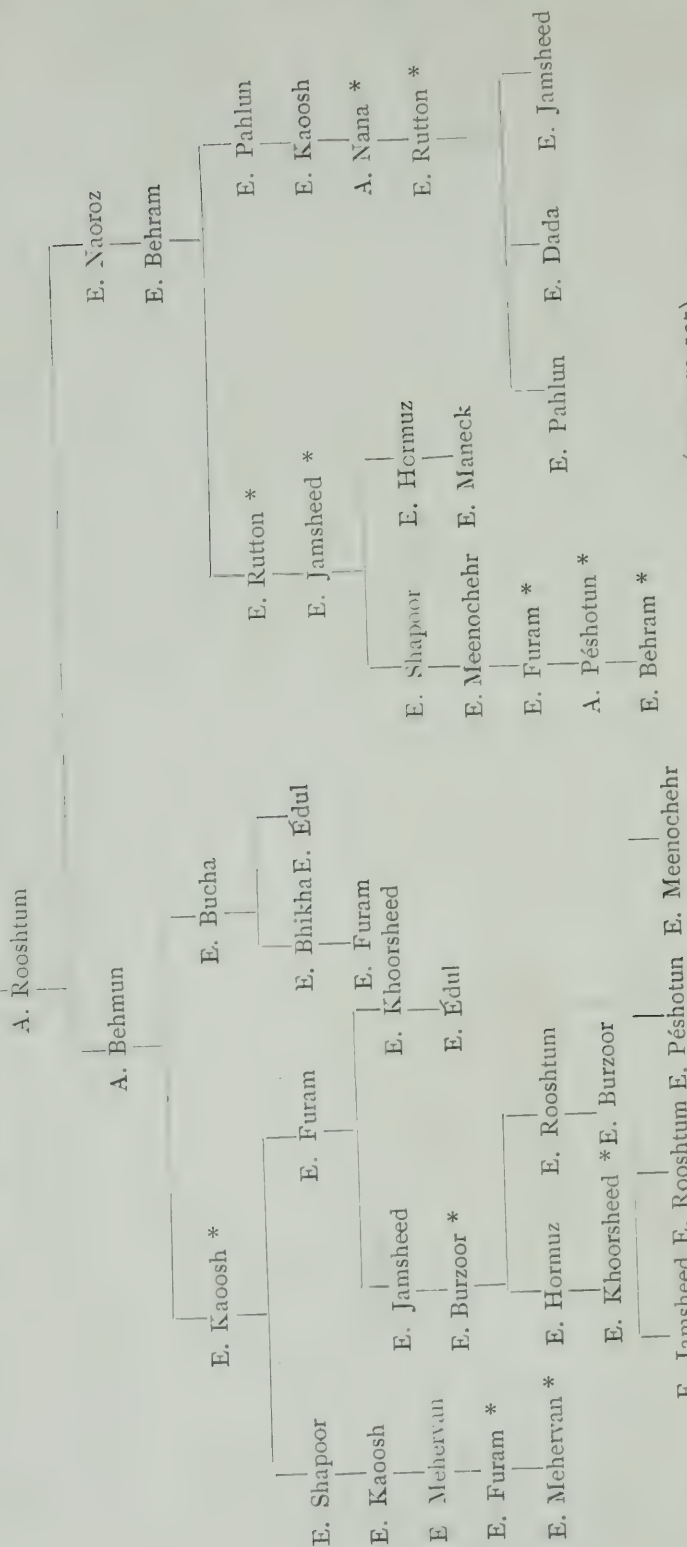 A. Rooshtum
A. Behmun E. Naoroz
E. Kaoosh * E. Bucha E. Behram
E. Shapoor E. Furam E. Bhikha E. Édul E. Rutton * E. Pahlun
E. Kaoosh E. Jamsheed E. Khoorsheed E. Furam E. Jamsheed * E. Kaoosh
E Mehervan E. Burzoor * E. Édul E. Shapoor E. Hormuz A. Nana *
E. Furam * E. Hormuz E. Rooshtum E. Meenochehr E. Maneck E. Rutton *
E. Mehervan * E. Khoorsheed * E. Burzoor E. Furam * E. Pahlun E. Dada E. Jamsheed
E. Jamsheed E. Rooshtum E. Péshotun E. Meenochehr A. Péshotun *
E. Behram *